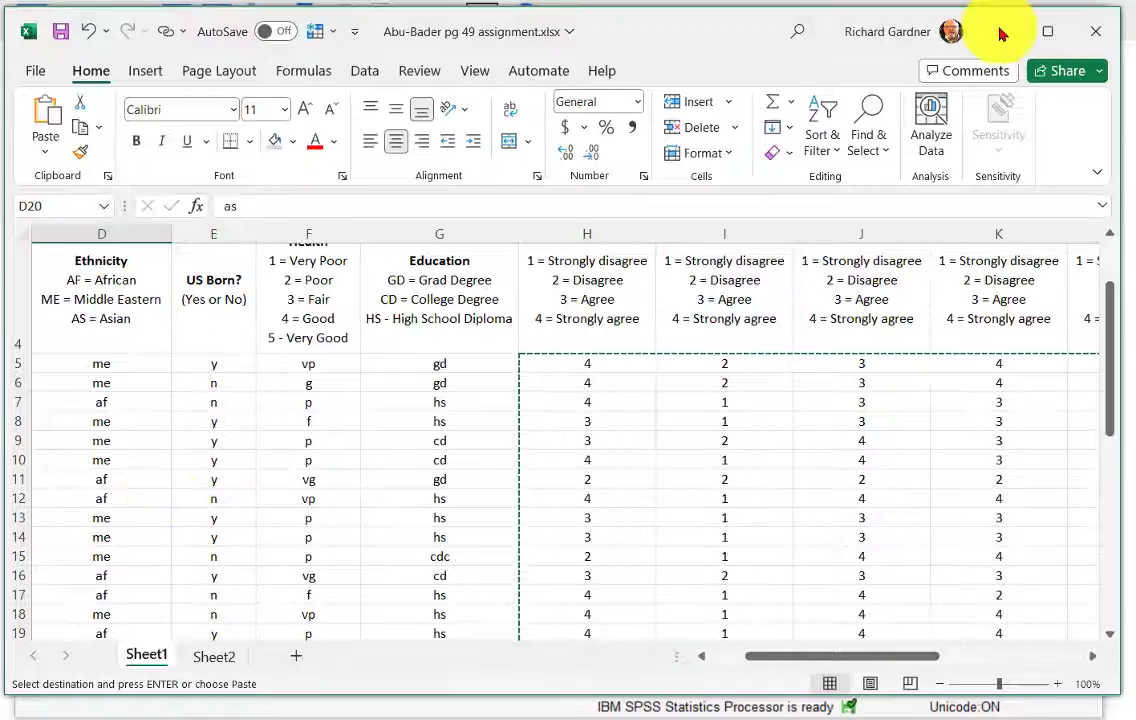 AutoSave Off Abu-Bader pg 49 assignment.xlsx Richard Gardner
File Home Insert Page Layout Formulas Data Review View Automate Help Comments Share
Paste
Clipboard
Calibri 11
B I U A
Font
ab
Alignment
General
$ % 9
Number
Insert
Delete
Format
Cells
Sort & Filter
Find & Select
Editing
Analyze Data
Analysis
Sensitivity
Sensitivity
D20 fx as
D E F G H I J K
4
Ethnicity
AF = African
ME = Middle Eastern
AS = Asian
US Born?
(Yes or No)
Health
1 = Very Poor
2 = Poor
3 = Fair
4 = Good
5 - Very Good
Education
GD = Grad Degree
CD = College Degree
HS - High School Diploma
1 = Strongly disagree
2 = Disagree
3 = Agree
4 = Strongly agree
1 = Strongly disagree
2 = Disagree
3 = Agree
4 = Strongly agree
1 = Strongly disagree
2 = Disagree
3 = Agree
4 = Strongly agree
1 = Strongly disagree
2 = Disagree
3 = Agree
4 = Strongly agree
5 me y vp gd 4 2 3 4
6 me n g gd 4 2 3 4
7 af n p hs 4 1 3 3
8 me y f hs 3 1 3 3
9 me y p cd 3 2 4 3
10 me y p cd 4 1 4 3
11 af y vg gd 2 2 2 2
12 af n vp hs 4 1 4 4
13 me y p hs 3 1 3 3
14 me y p hs 3 1 3 3
15 me n p cdc 2 1 4 4
16 af y vg cd 3 2 3 3
17 af n f hs 4 1 4 2
18 me n vp hs 4 1 4 4
19 af y p hs 4 1 4 4
Sheet1 Sheet2
Select destination and press ENTER or choose Paste 100%
IBM SPSS Statistics Processor is ready Unicode:ON